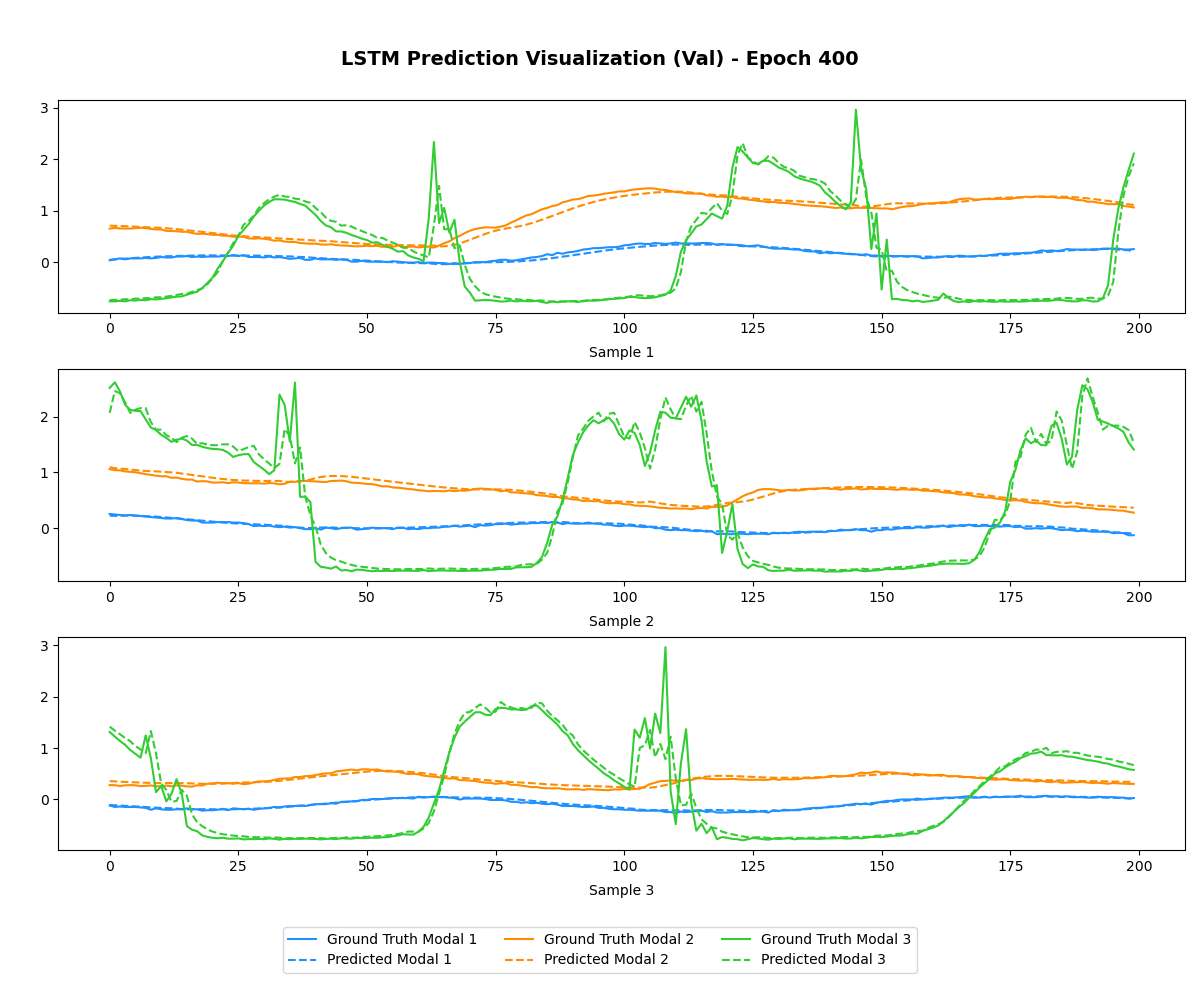 LSTM Prediction Visualization (Val) - Epoch 400
3
2
1
0
0 25 50 75 100 125 150 175 200
Sample 1
2
1
0
0 25 50 75 100 125 150 175 200
Sample 2
3
2
1
0
0 25 50 75 100 125 150 175 200
Sample 3
Ground Truth Modal 1 Ground Truth Modal 2 Ground Truth Modal 3
Predicted Modal 1 Predicted Modal 2 Predicted Modal 3